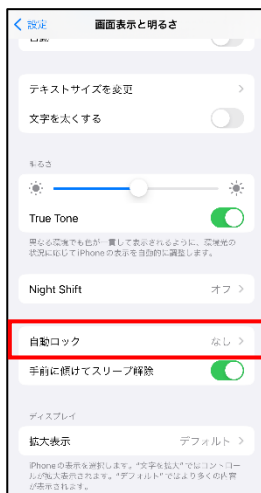 設定
画面表示と明るさ
テキストサイズを変更
文字を太くする
明るさ
True Tone
異なる環境でも色が一貫して表示されるように、環境光の
状況に応じてiPhoneの表示を自動的に調整します。
Night Shift オフ
自動ロック なし
手前に傾けてスリープ解除
ディスプレイ
拡大表示 デフォルト
iPhoneの表示を選択します。"文字を拡大"ではコントロー
ルが拡大表示されます。"デフォルト"ではより多くの内容
が表示されます。